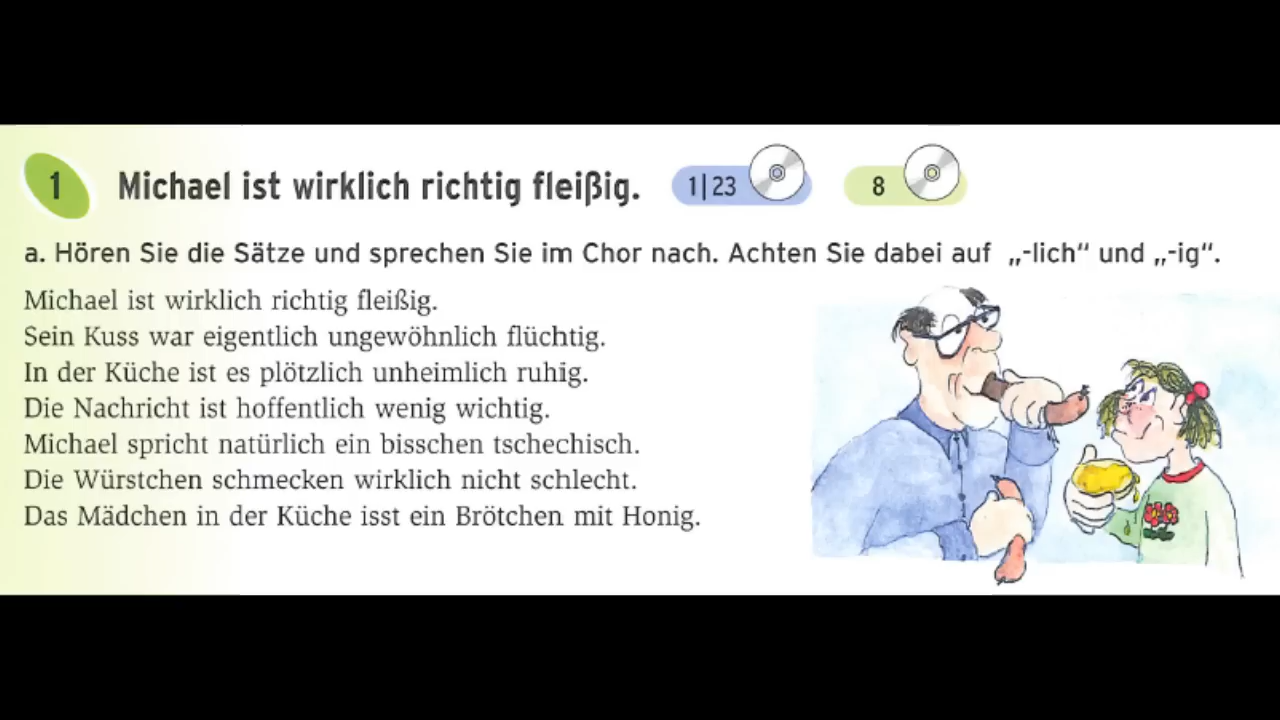 1 Michael ist wirklich richtig fleißig. 1|23 8
a. Hören Sie die Sätze und sprechen Sie im Chor nach. Achten Sie dabei auf „-lich“ und „-ig“.
Michael ist wirklich richtig fleißig.
Sein Kuss war eigentlich ungewöhnlich flüchtig.
In der Küche ist es plötzlich unheimlich ruhig.
Die Nachricht ist hoffentlich wenig wichtig.
Michael spricht natürlich ein bisschen tschechisch.
Die Würstchen schmecken wirklich nicht schlecht.
Das Mädchen in der Küche isst ein Brötchen mit Honig.